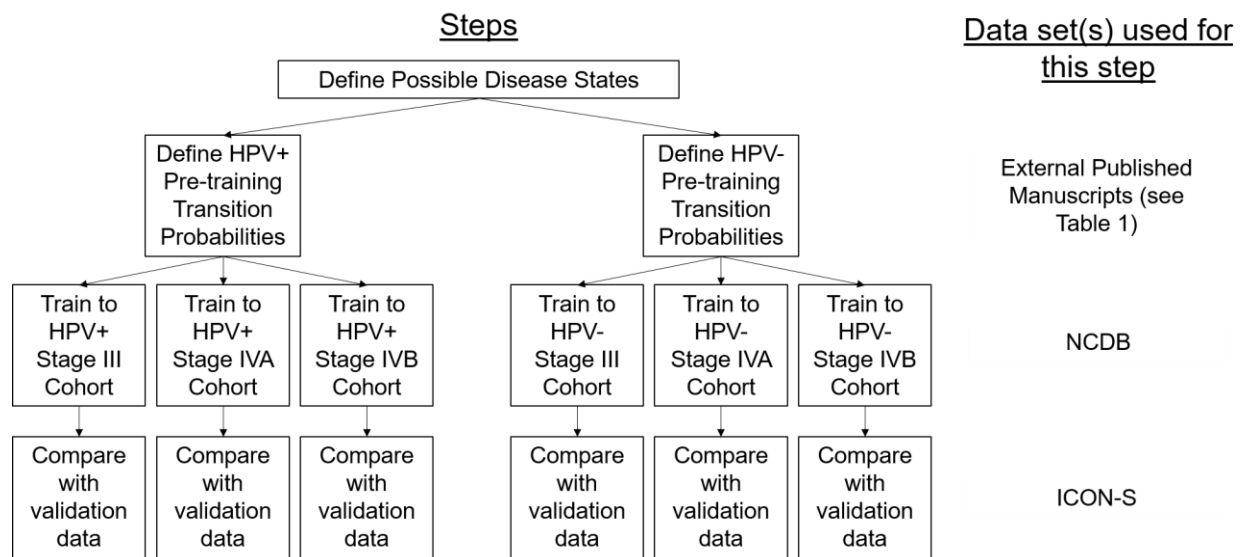 Steps
Data set(s) used for
this step
Define Possible Disease States
Define HPV+
Pre-training
Transition
Probabilities
Define HPV-
Pre-training
Transition
Probabilities
External Published
Manuscripts (see
Table 1)
Train to
HPV+
Stage III
Cohort
Train to
HPV+
Stage IVA
Cohort
Train to
HPV+
Stage IVB
Cohort
Train to
HPV-
Stage III
Cohort
Train to
HPV-
Stage IVA
Cohort
Train to
HPV-
Stage IVB
Cohort
NCDB
Compare
with
validation
data
Compare
with
validation
data
Compare
with
validation
data
Compare
with
validation
data
Compare
with
validation
data
Compare
with
validation
data
ICON-S